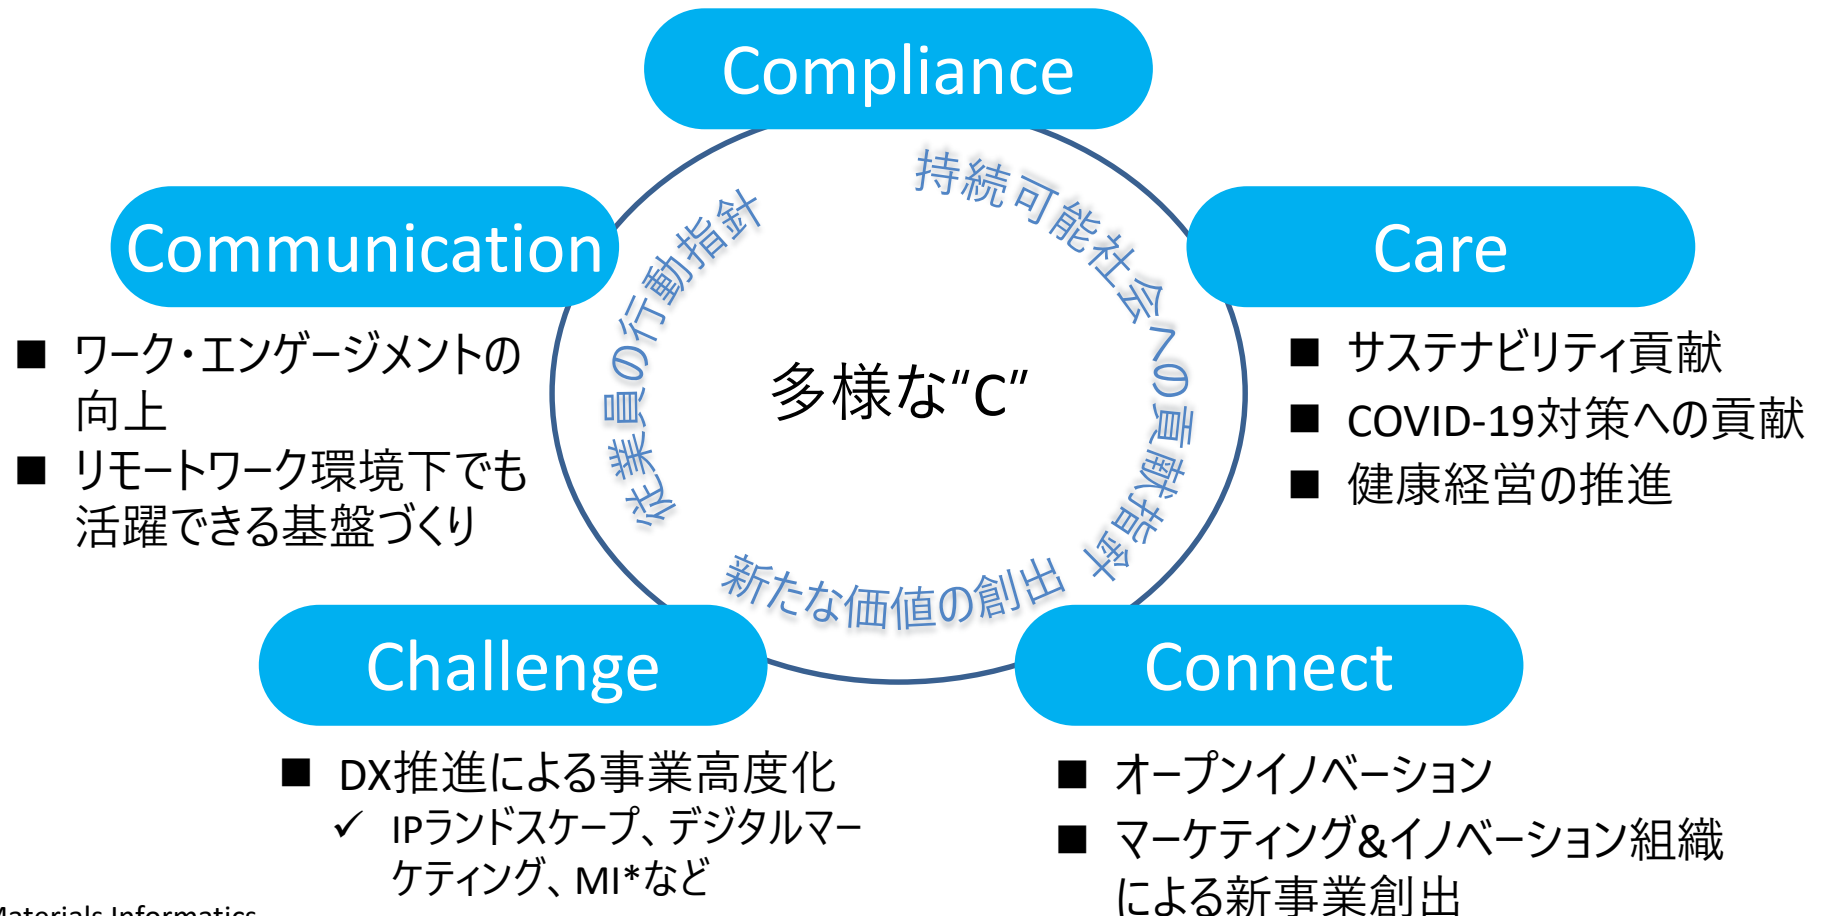 Compliance
Communication
Care
従業員の行動指針
持続可能社会への貢献指針
新たな価値の創出
多様な“C”
■ ワーク・エンゲージメントの
向上
■ リモートワーク環境下でも
活躍できる基盤づくり
■ サステナビリティ貢献
■ COVID-19対策への貢献
■ 健康経営の推進
Challenge
Connect
■ DX推進による事業高度化
✓ IPランドスケープ、デジタルマー
ケティング、MI*など
■ オープンイノベーション
■ マーケティング&イノベーション組織
による新事業創出
Materials Informatics